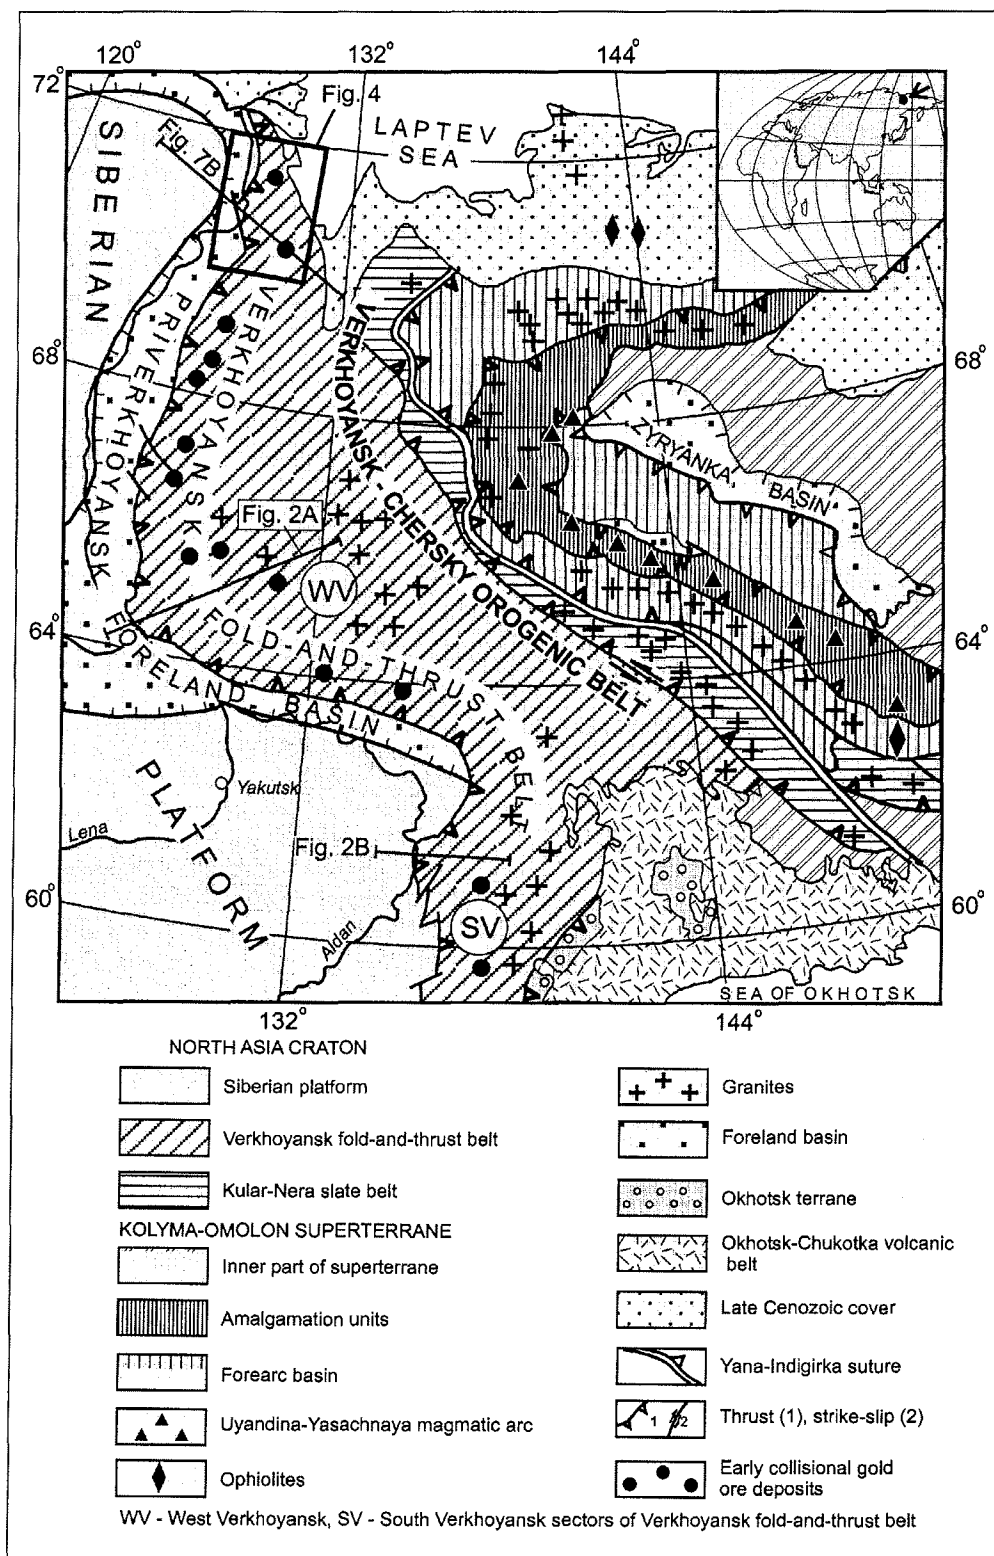 120°
132°
144°
72°
Fig. 4
LAPTEV
SEA
Fig. 7B
SIBERIAN
PLATFORM
PRIVERKHOYANSK
FORELAND BASIN
VERKHOYANSK
FOLD-AND-THRUST BELT
VERKHOYANSK - CHERSKY OROGENIC BELT
68°
68°
ZYRYANKA BASIN
Fig. 2A
WV
64°
64°
Yakutsk
Lena
Fig. 2B
60°
60°
SV
Aldan
SEA OF OKHOTSK
132°
144°
NORTH ASIA CRATON
Siberian platform
Verkhoyansk fold-and-thrust belt
Kular-Nera slate belt
KOLYMA-OMOLON SUPERTERRANE
Inner part of superterrane
Amalgamation units
Forearc basin
Uyandina-Yasachnaya magmatic arc
Ophiolites
Granites
Foreland basin
Okhotsk terrane
Okhotsk-Chukotka volcanic
belt
Late Cenozoic cover
Yana-Indigirka suture
1
2
Thrust (1), strike-slip (2)
Early collisional gold
ore deposits
WV - West Verkhoyansk, SV - South Verkhoyansk sectors of Verkhoyansk fold-and-thrust belt